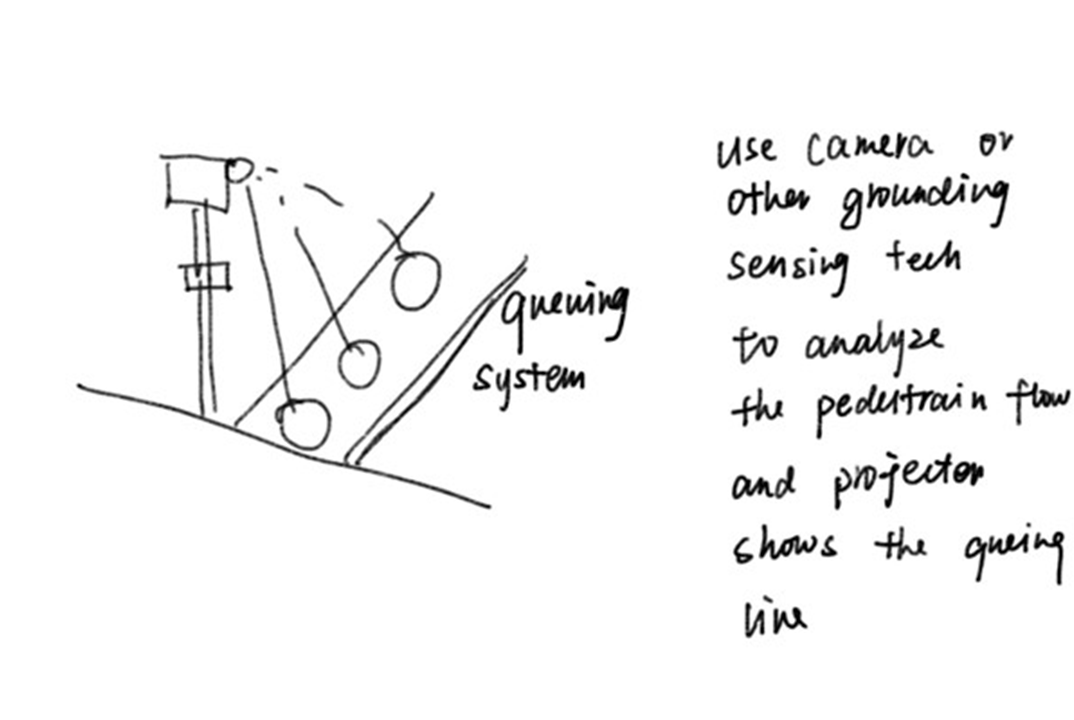 use camera or
other grounding
sensing tech
to analyze
the pedestrain flow
and projector
shows the queing
line
queuing
system